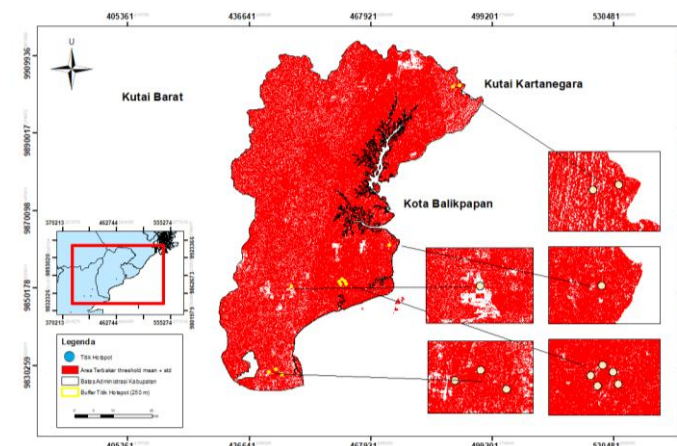 405361 436641 467921 499201 530481
9909936
9890017
9870098
9850178
9830259
U
Kutai Barat
Kutai Kartanegara
Kota Balikpapan
462744 555274
Legenda
Titik Hotspot
Area Terbakar threshold mean + std
Batas Administrasi Kabupaten
Buffer Titik Hotspot (250 m)
405361 436641 467921 499201 530481